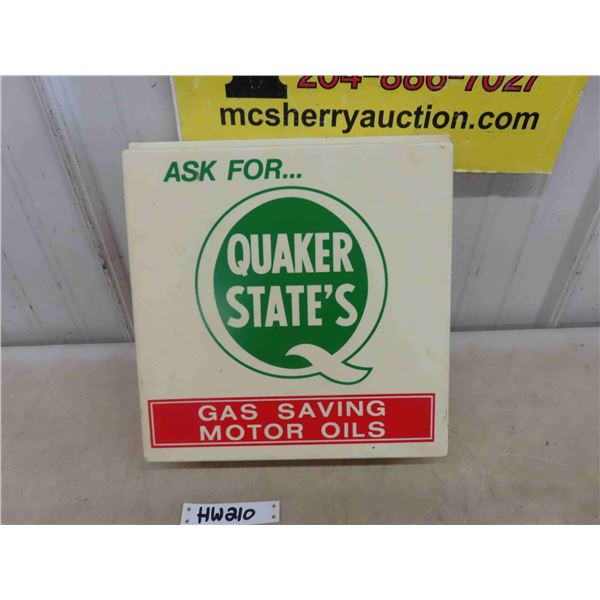 204-886-7027
mcsherryauction.com
ASK FOR...
QUAKER
STATE'S
GAS SAVING
MOTOR OILS
HW210